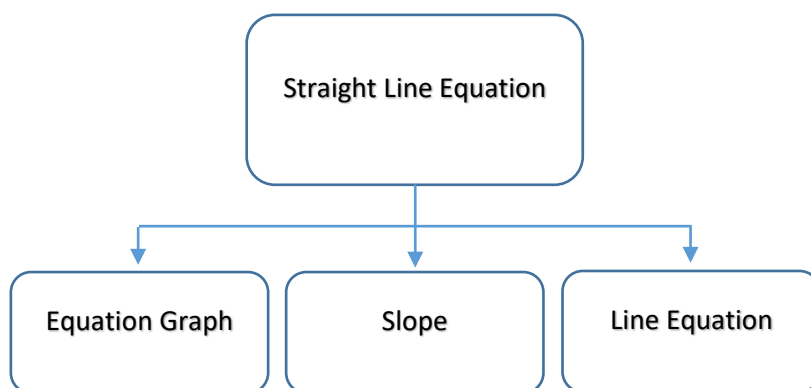 Straight Line Equation
Equation Graph
Slope
Line Equation